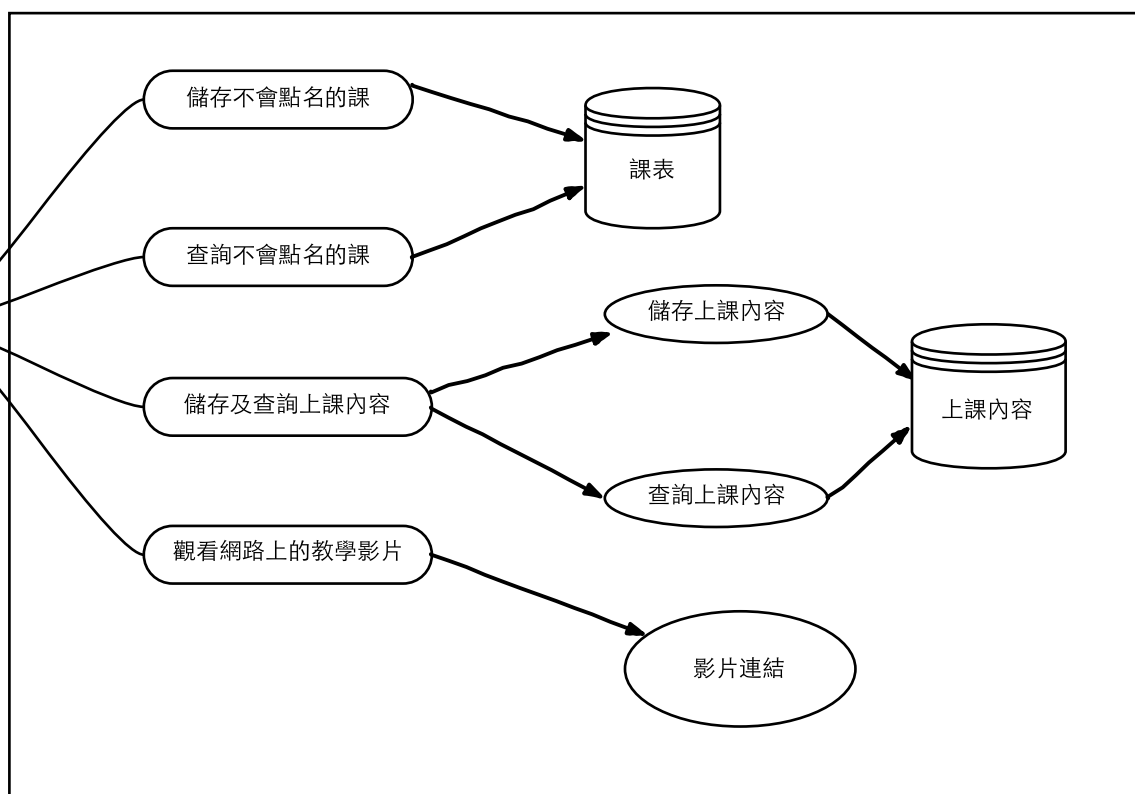 儲存不會點名的課
課表
查詢不會點名的課
儲存上課內容
儲存及查詢上課內容
上課內容
查詢上課內容
觀看網路上的教學影片
影片連結